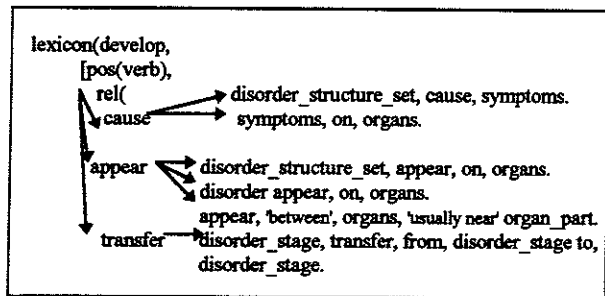 lexicon(develop,
[pos(verb),
rel(
disorder_structure_set, cause, symptoms.
cause
symptoms, on, organs.
appear
disorder_structure_set, appear, on, organs.
disorder appear, on, organs.
appear, 'between', organs, 'usually near' organ_part.
transfer
disorder_stage, transfer, from, disorder_stage to,
disorder_stage.